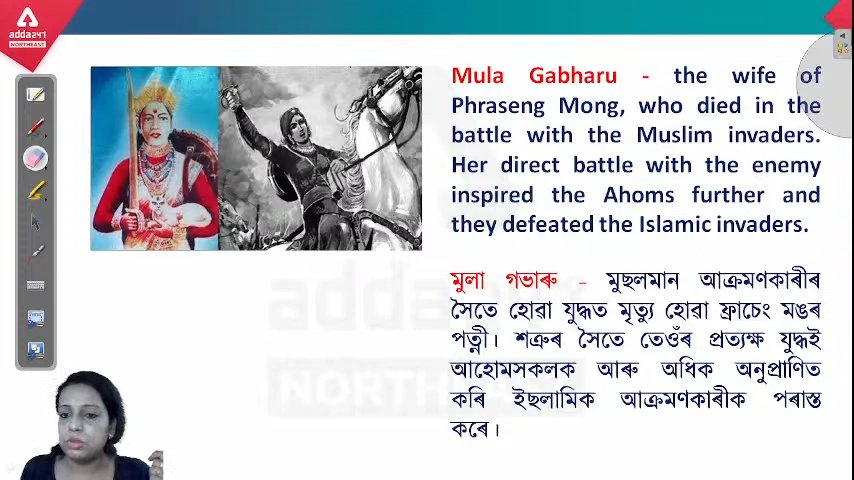 adda247
NORTHEAST
Mula Gabharu - the wife of
Phraseng Mong, who died in the
battle with the Muslim invaders.
Her direct battle with the enemy
inspired the Ahoms further and
they defeated the Islamic invaders.
মুলা গভাৰু - মুছলমান আক্ৰমণকাৰীৰ
সৈতে হোৱা যুদ্ধত মৃত্যু হোৱা ফ্ৰাচেং মঙৰ
পত্নী। শত্ৰুৰ সৈতে তেওঁৰ প্ৰত্যক্ষ যুদ্ধই
আহোমসকলক আৰু অধিক অনুপ্ৰাণিত
কৰি ইছলামিক আক্ৰমণকাৰীক পৰাস্ত
কৰে।
adda247
NORTHEAST